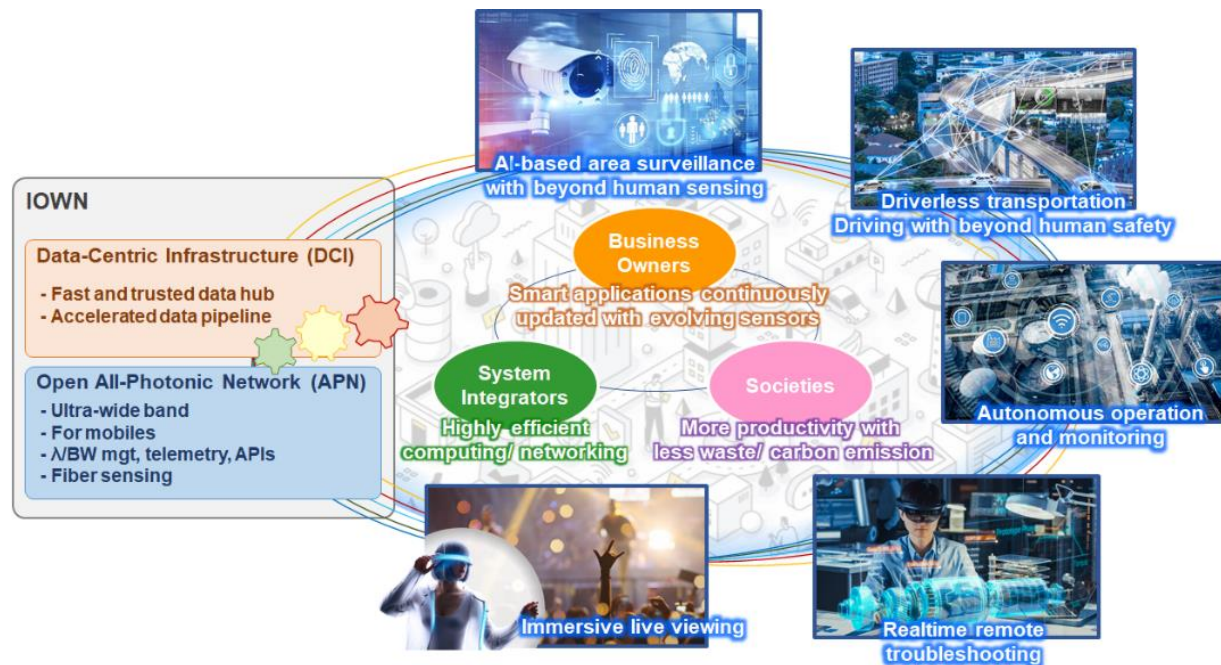 IOWN
Data-Centric Infrastructure (DCI)
- Fast and trusted data hub
- Accelerated data pipeline
Open All-Photonic Network (APN)
- Ultra-wide band
- For mobiles
- λ/BW mgt, telemetry, APIs
- Fiber sensing
AI-based area surveillance
with beyond human sensing
Driverless transportation
Driving with beyond human safety
Business
Owners
Smart applications continuously
updated with evolving sensors
System
Integrators
Highly efficient
computing/ networking
Societies
More productivity with
less waste/ carbon emission
Autonomous operation
and monitoring
Immersive live viewing
Realtime remote
troubleshooting